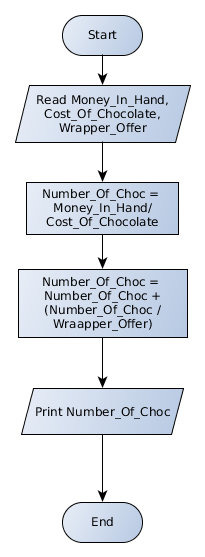 Start
Read Money_In_Hand,
Cost_Of_Chocolate,
Wrapper_Offer
Number_Of_Choc =
Money_In_Hand/
Cost_Of_Chocolate
Number_Of_Choc =
Number_Of_Choc +
(Number_Of_Choc /
Wraapper_Offer)
Print Number_Of_Choc
End